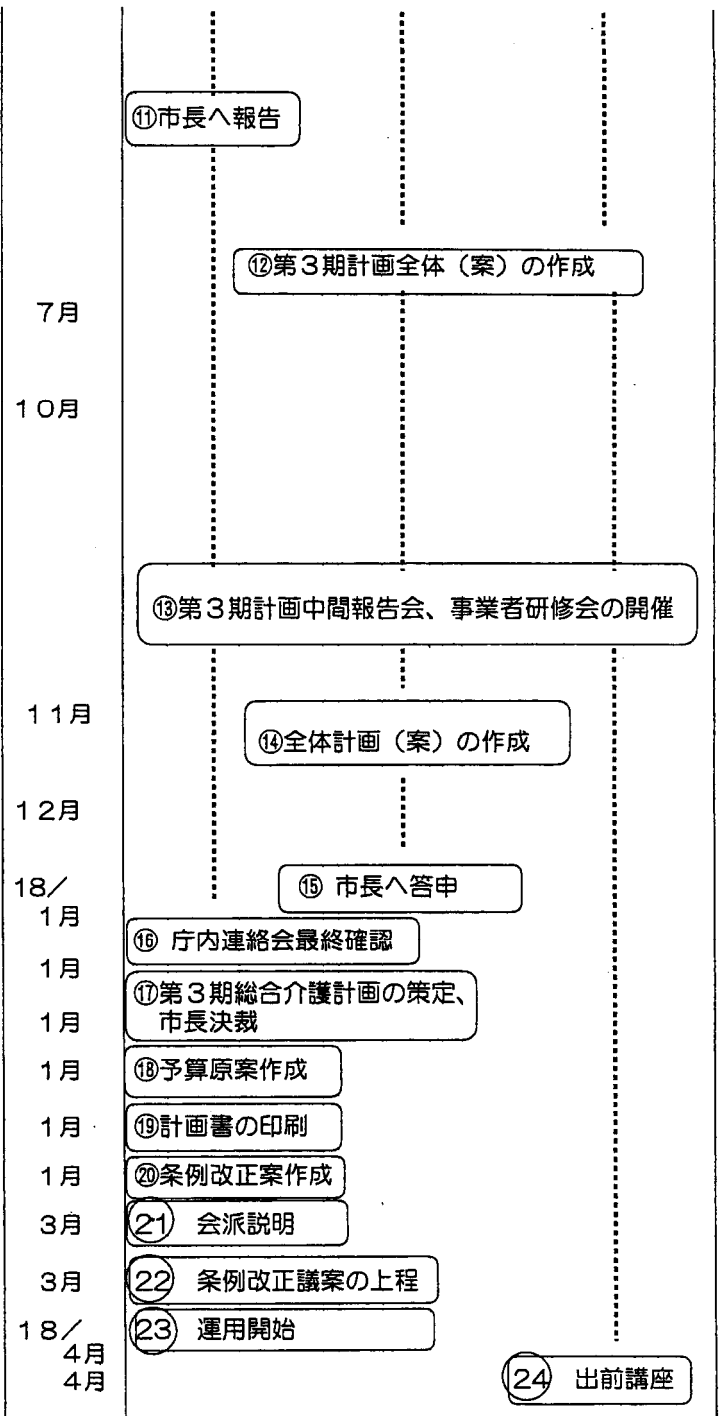 ⑪市長へ報告
⑫第3期計画全体（案）の作成
7月
10月
⑬第3期計画中間報告会、事業者研修会の開催
11月
⑭全体計画（案）の作成
12月
18／
⑮ 市長へ答申
1月
⑯ 庁内連絡会最終確認
1月
⑰第3期総合介護計画の策定、
1月
市長決裁
1月
⑱予算原案作成
1月
⑲計画書の印刷
1月
⑳条例改正案作成
3月
21 会派説明
3月
22 条例改正議案の上程
18／
23 運用開始
4月
4月
24 出前講座